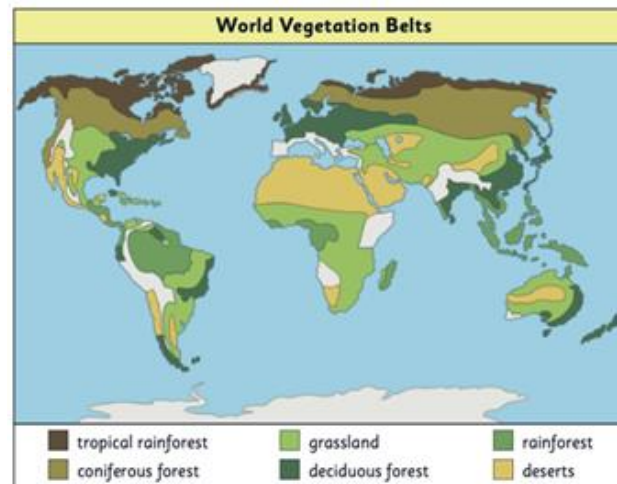 World Vegetation Belts
tropical rainforest
grassland
rainforest
coniferous forest
deciduous forest
deserts